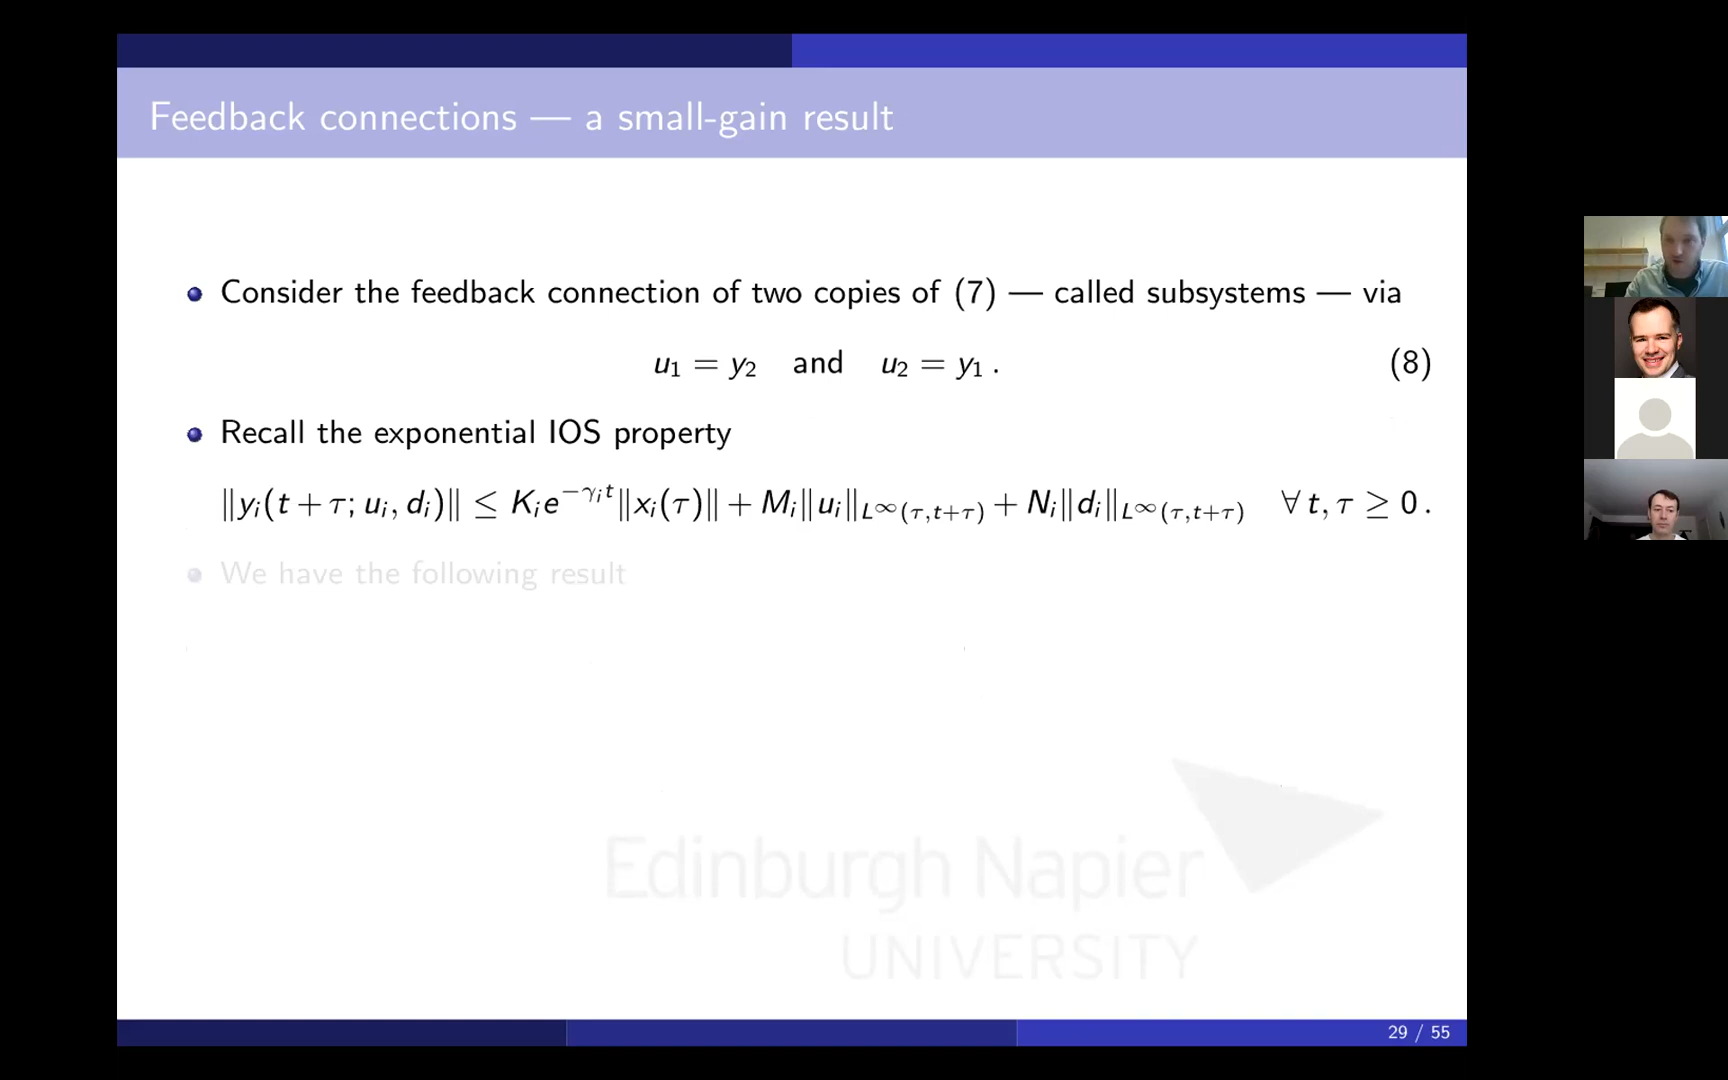 Feedback connections — a small-gain result
Consider the feedback connection of two copies of (7) — called subsystems — via
u₁ = y₂ and u₂ = y₁ . (8)
Recall the exponential IOS property
‖yᵢ(t + τ; uᵢ, dᵢ)‖ ≤ Kᵢe^{−γᵢt}‖xᵢ(τ)‖ + Mᵢ‖uᵢ‖_{L^∞(τ,t+τ)} + Nᵢ‖dᵢ‖_{L^∞(τ,t+τ)} ∀ t, τ ≥ 0 .
We have the following result
Edinburgh Napier
UNIVERSITY
29 / 55